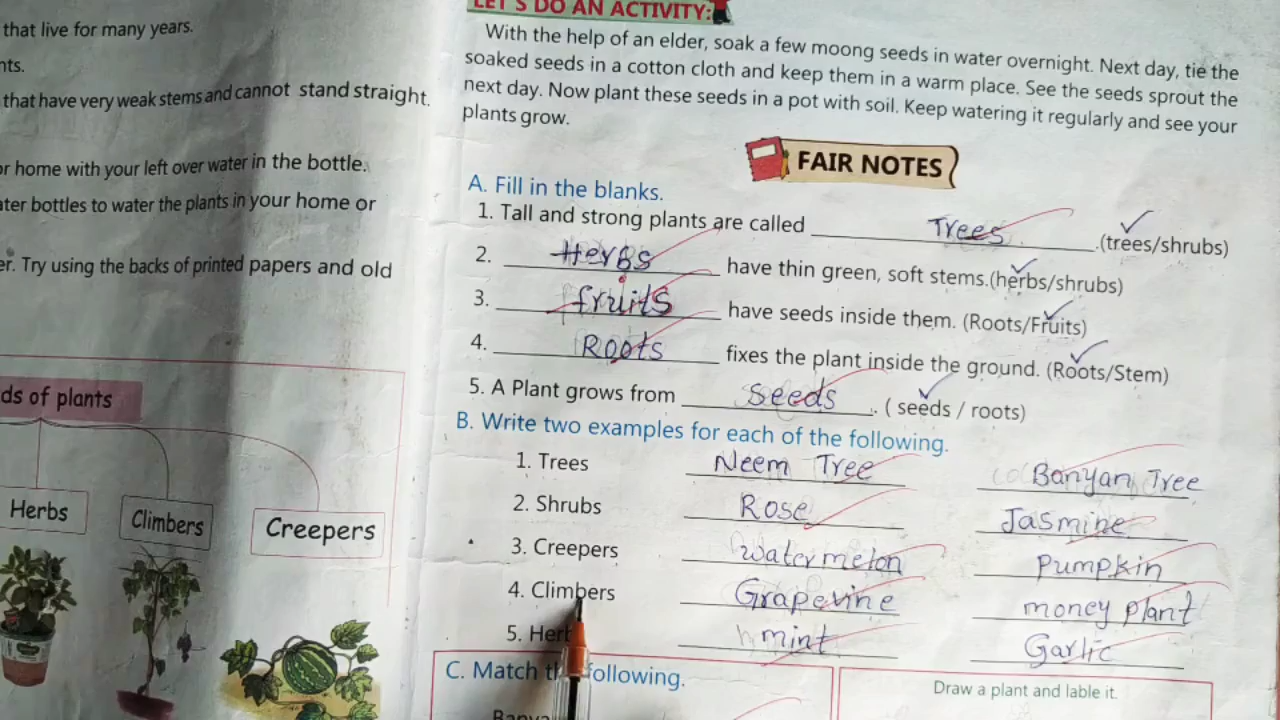 that live for many years.
nts.
that have very weak stems and cannot stand straight.
or home with your left over water in the bottle.
ater bottles to water the plants in your home or
er. Try using the backs of printed papers and old
ds of plants
Herbs
Climbers
Creepers
LET'S DO AN ACTIVITY:
With the help of an elder, soak a few moong seeds in water overnight. Next day, tie the
soaked seeds in a cotton cloth and keep them in a warm place. See the seeds sprout the
next day. Now plant these seeds in a pot with soil. Keep watering it regularly and see your
plants grow.
FAIR NOTES
A. Fill in the blanks.
1. Tall and strong plants are called Trees .(trees/shrubs)
2. Herbs have thin green, soft stems.(herbs/shrubs)
3. fruits have seeds inside them. (Roots/Fruits)
4. Roots fixes the plant inside the ground. (Roots/Stem)
5. A Plant grows from seeds . ( seeds / roots)
B. Write two examples for each of the following.
1. Trees Neem Tree Banyan Tree
2. Shrubs Rose Jasmine
3. Creepers watermelon Pumpkin
4. Climbers Grapevine money plant
5. Her mint Garlic
C. Match th following.
Draw a plant and lable it.